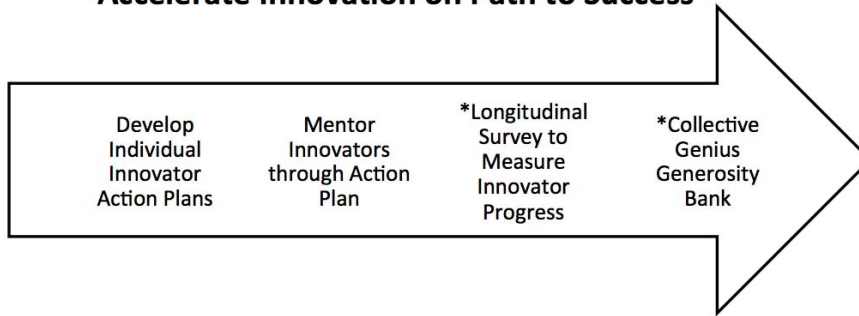 Accelerate Innovation on Path to Success
Develop
Individual
Innovator
Action Plans
Mentor
Innovators
through Action
Plan
*Longitudinal
Survey to
Measure
Innovator
Progress
*Collective
Genius
Generosity
Bank